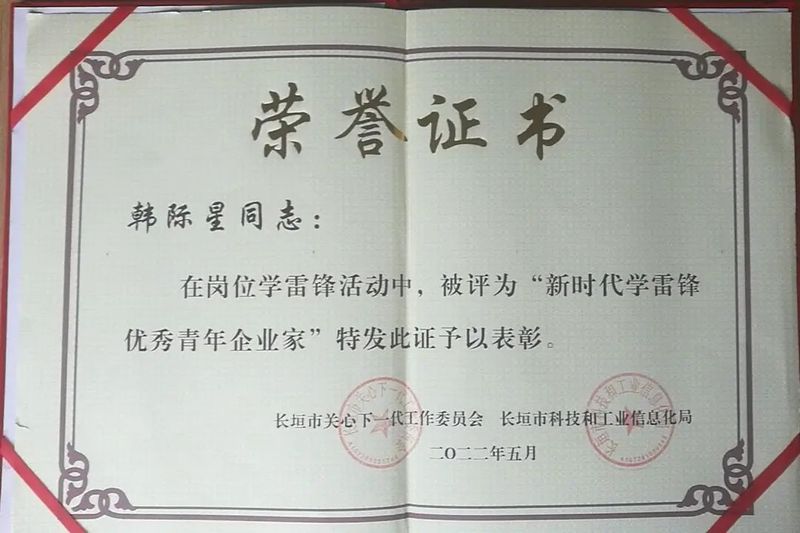 荣誉证书
韩际星同志：
在岗位学雷锋活动中，被评为“新时代学雷锋
优秀青年企业家”特发此证予以表彰。
长垣市关心下一代工作委员会 长垣市科技和工业信息化局
二〇二二年五月